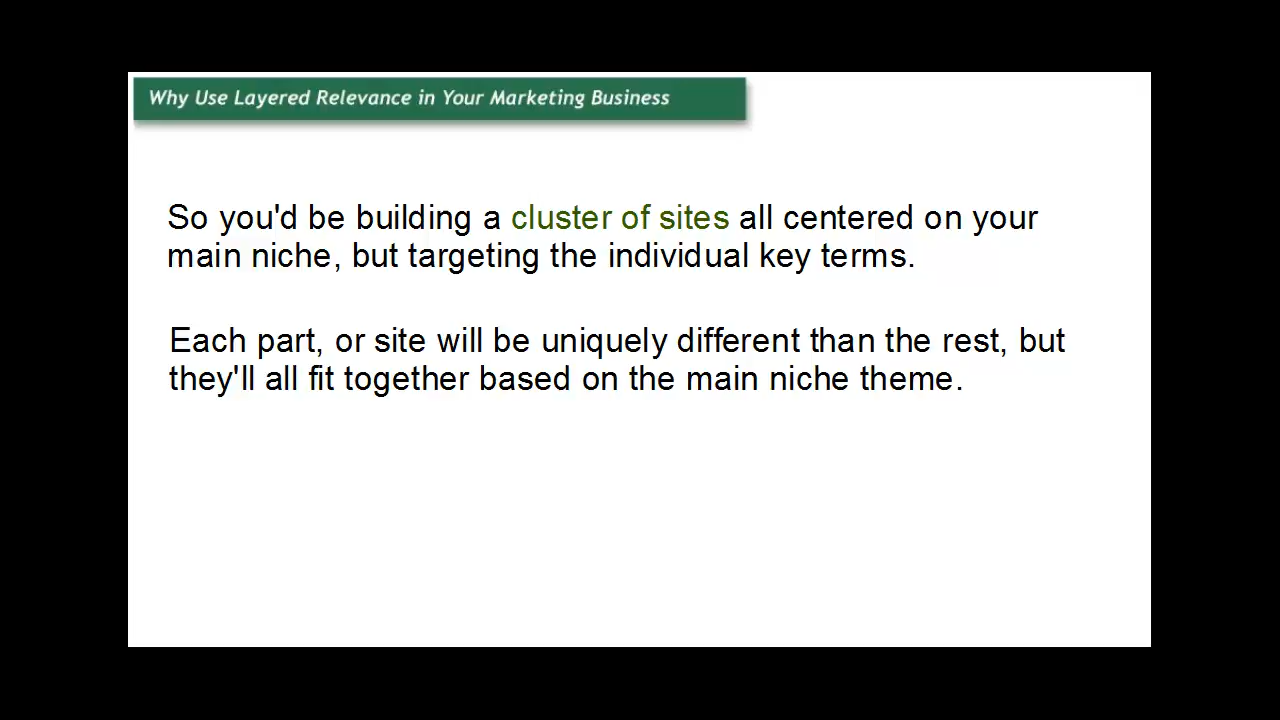 Why Use Layered Relevance in Your Marketing Business
So you'd be building a cluster of sites all centered on your
main niche, but targeting the individual key terms.
Each part, or site will be uniquely different than the rest, but
they'll all fit together based on the main niche theme.